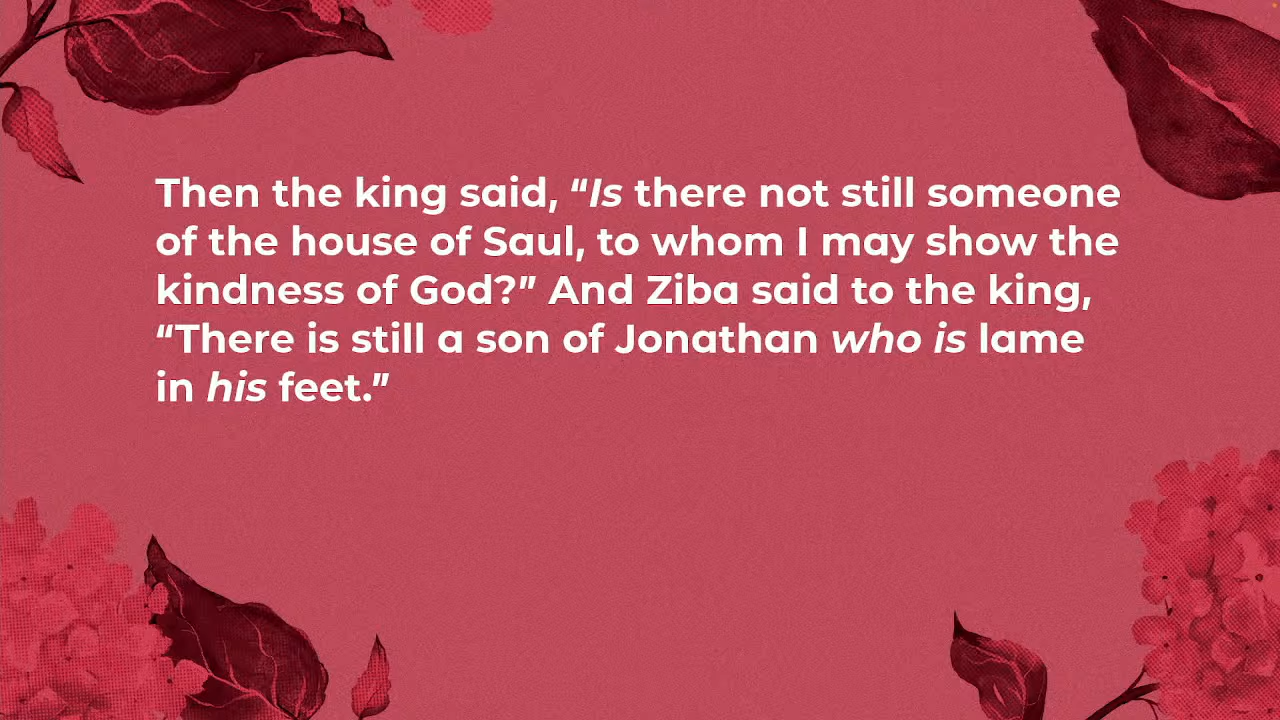 Then the king said, “Is there not still someone
of the house of Saul, to whom I may show the
kindness of God?” And Ziba said to the king,
“There is still a son of Jonathan who is lame
in his feet.”